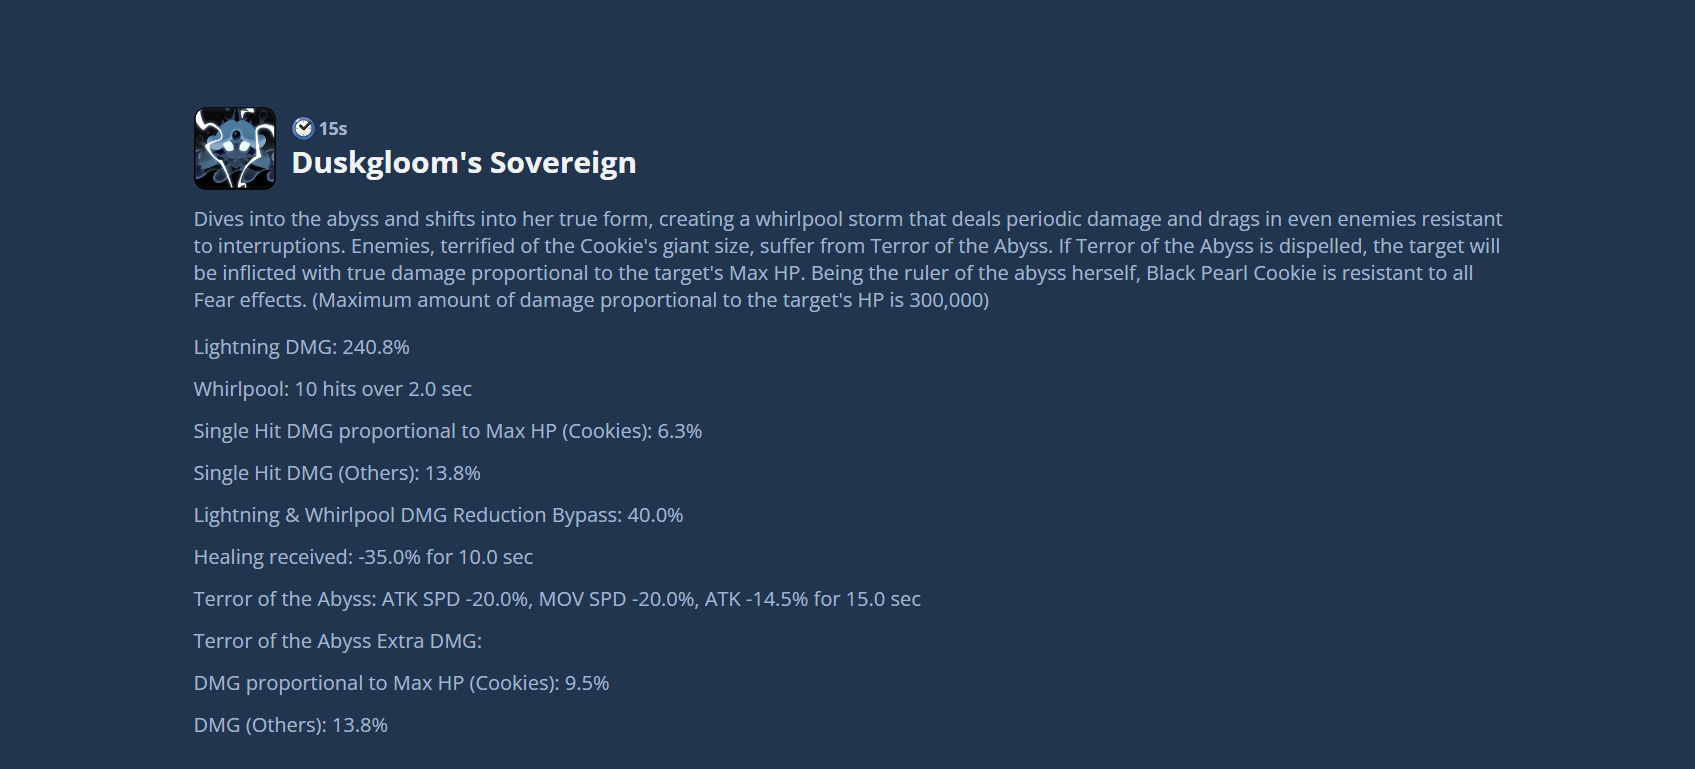 15s
Duskgloom's Sovereign
Dives into the abyss and shifts into her true form, creating a whirlpool storm that deals periodic damage and drags in even enemies resistant
to interruptions. Enemies, terrified of the Cookie's giant size, suffer from Terror of the Abyss. If Terror of the Abyss is dispelled, the target will
be inflicted with true damage proportional to the target's Max HP. Being the ruler of the abyss herself, Black Pearl Cookie is resistant to all
Fear effects. (Maximum amount of damage proportional to the target's HP is 300,000)
Lightning DMG: 240.8%
Whirlpool: 10 hits over 2.0 sec
Single Hit DMG proportional to Max HP (Cookies): 6.3%
Single Hit DMG (Others): 13.8%
Lightning & Whirlpool DMG Reduction Bypass: 40.0%
Healing received: -35.0% for 10.0 sec
Terror of the Abyss: ATK SPD -20.0%, MOV SPD -20.0%, ATK -14.5% for 15.0 sec
Terror of the Abyss Extra DMG:
DMG proportional to Max HP (Cookies): 9.5%
DMG (Others): 13.8%